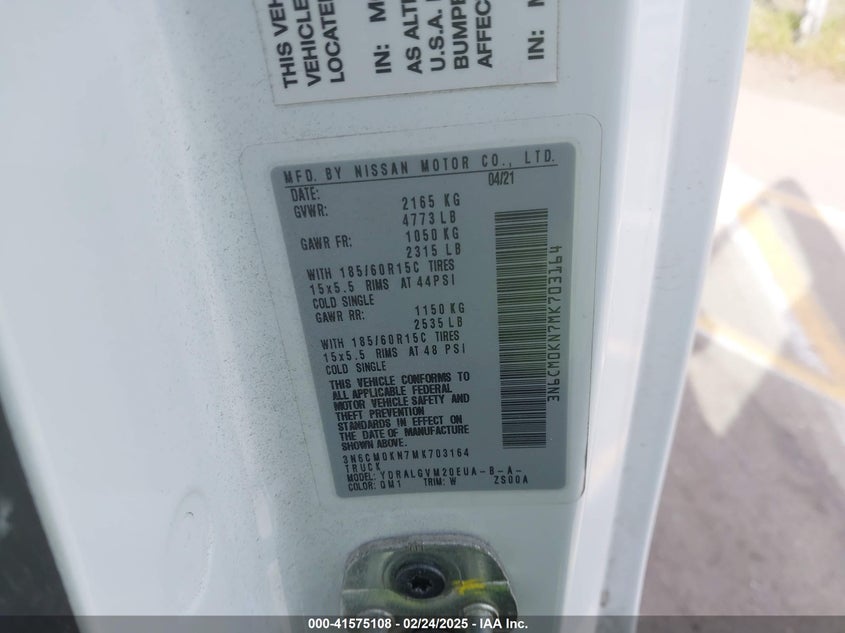 THIS VEH
VEHICLE
LOCATED
IN: M
AS ALTE
U.S.A.
BUMPE
AFFEC
IN:
MFD. BY NISSAN MOTOR CO., LTD.
DATE: 04/21
GVWR: 2165 KG
4773 LB
GAWR FR: 1050 KG
2315 LB
WITH 185/60R15C TIRES
15x5.5 RIMS AT 44PSI
COLD SINGLE
GAWR RR: 1150 KG
2535 LB
WITH 185/60R15C TIRES
15x5.5 RIMS AT 48 PSI
COLD SINGLE
THIS VEHICLE CONFORMS TO
ALL APPLICABLE FEDERAL
MOTOR VEHICLE SAFETY AND
THEFT PREVENTION
STANDARDS IN EFFECT ON
THE DATE OF MANUFACTURE
SHOWN ABOVE.
3N6CM0KN7MK703164
TRUCK
MODEL: YDRALGVM20EUA-B-A-
COLOR: QM1 TRIM: W ZS00A
3N6CM0KN7MK703164
000-41575108 - 02/24/2025 - IAA Inc.